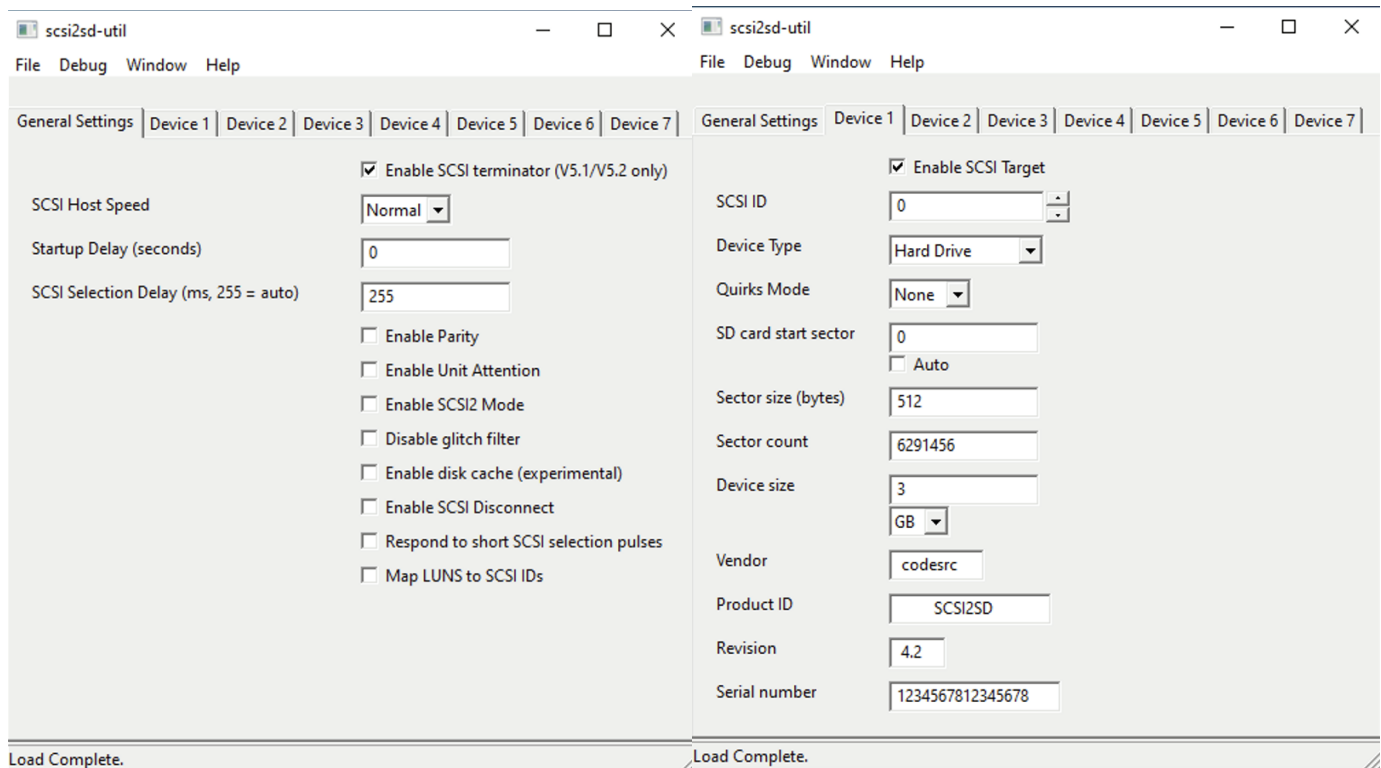 scsi2sd-util
File Debug Window Help
General Settings Device 1 Device 2 Device 3 Device 4 Device 5 Device 6 Device 7
Enable SCSI terminator (V5.1/V5.2 only)
SCSI Host Speed Normal
Startup Delay (seconds) 0
SCSI Selection Delay (ms, 255 = auto) 255
Enable Parity
Enable Unit Attention
Enable SCSI2 Mode
Disable glitch filter
Enable disk cache (experimental)
Enable SCSI Disconnect
Respond to short SCSI selection pulses
Map LUNS to SCSI IDs
Load Complete.
scsi2sd-util
File Debug Window Help
General Settings Device 1 Device 2 Device 3 Device 4 Device 5 Device 6 Device 7
Enable SCSI Target
SCSI ID 0
Device Type Hard Drive
Quirks Mode None
SD card start sector 0
Auto
Sector size (bytes) 512
Sector count 6291456
Device size 3
GB
Vendor codesrc
Product ID SCSI2SD
Revision 4.2
Serial number 1234567812345678
Load Complete.